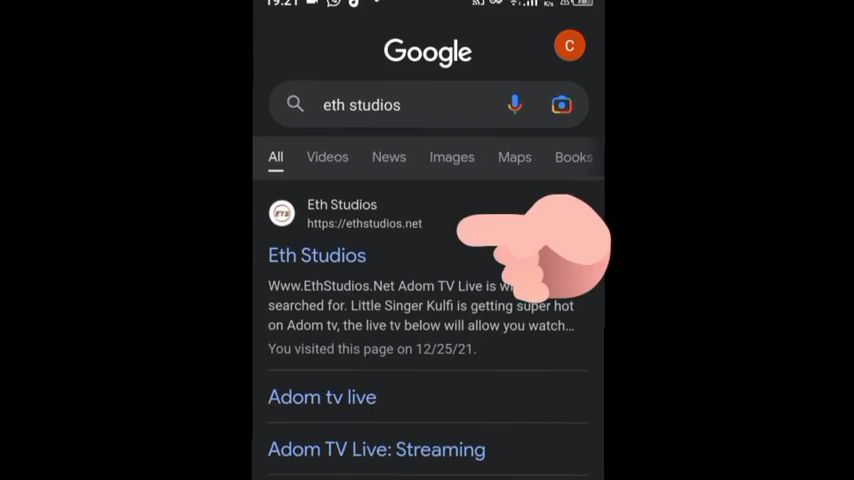 19:21
Google
C
eth studios
All Videos News Images Maps Books
ETS
Eth Studios
https://ethstudios.net
Eth Studios
Www.EthStudios.Net Adom TV Live is
searched for. Little Singer Kulfi is getting super hot
on Adom tv, the live tv below will allow you watch...
You visited this page on 12/25/21.
Adom tv live
Adom TV Live: Streaming